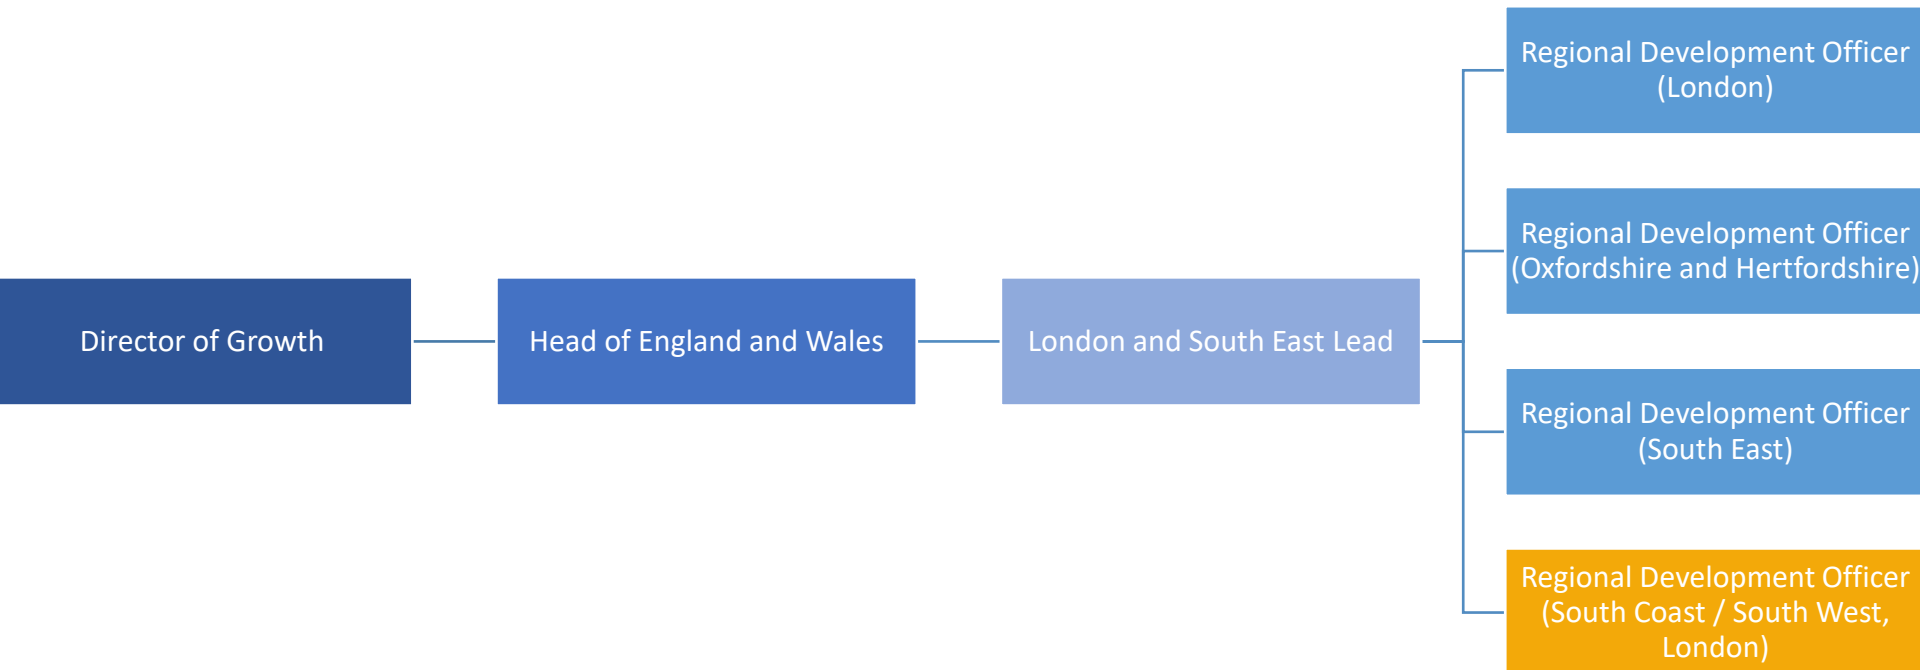 Director of Growth
Head of England and Wales
London and South East Lead
Regional Development Officer
(London)
Regional Development Officer
(Oxfordshire and Hertfordshire)
Regional Development Officer
(South East)
Regional Development Officer
(South Coast / South West,
London)